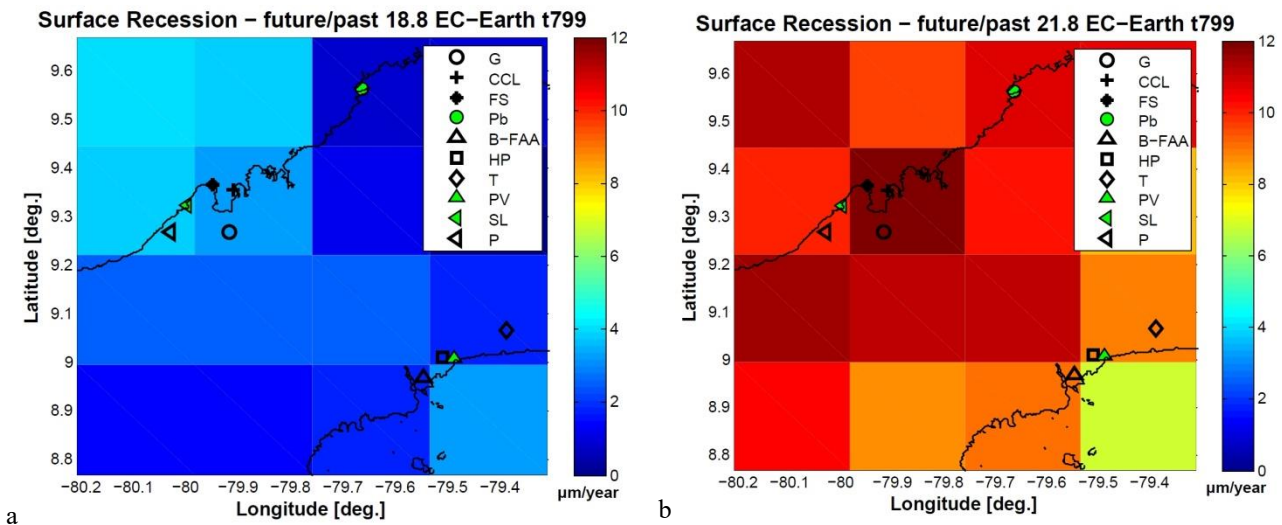 Surface Recession − future/past 18.8 EC−Earth t799
9.6
9.5
9.4
9.3
9.2
9.1
9
8.9
8.8
Latitude [deg.]
G
CCL
FS
Pb
B−FAA
HP
T
PV
SL
P
12
10
8
6
4
2
0
µm/year
−80.2 −80.1 −80 −79.9 −79.8 −79.7 −79.6 −79.5 −79.4
Longitude [deg.]
a
Surface Recession − future/past 21.8 EC−Earth t799
9.6
9.5
9.4
9.3
9.2
9.1
9
8.9
8.8
Latitude [deg.]
G
CCL
FS
Pb
B−FAA
HP
T
PV
SL
P
12
10
8
6
4
2
0
µm/year
−80.2 −80.1 −80 −79.9 −79.8 −79.7 −79.6 −79.5 −79.4
Longitude [deg.]
b